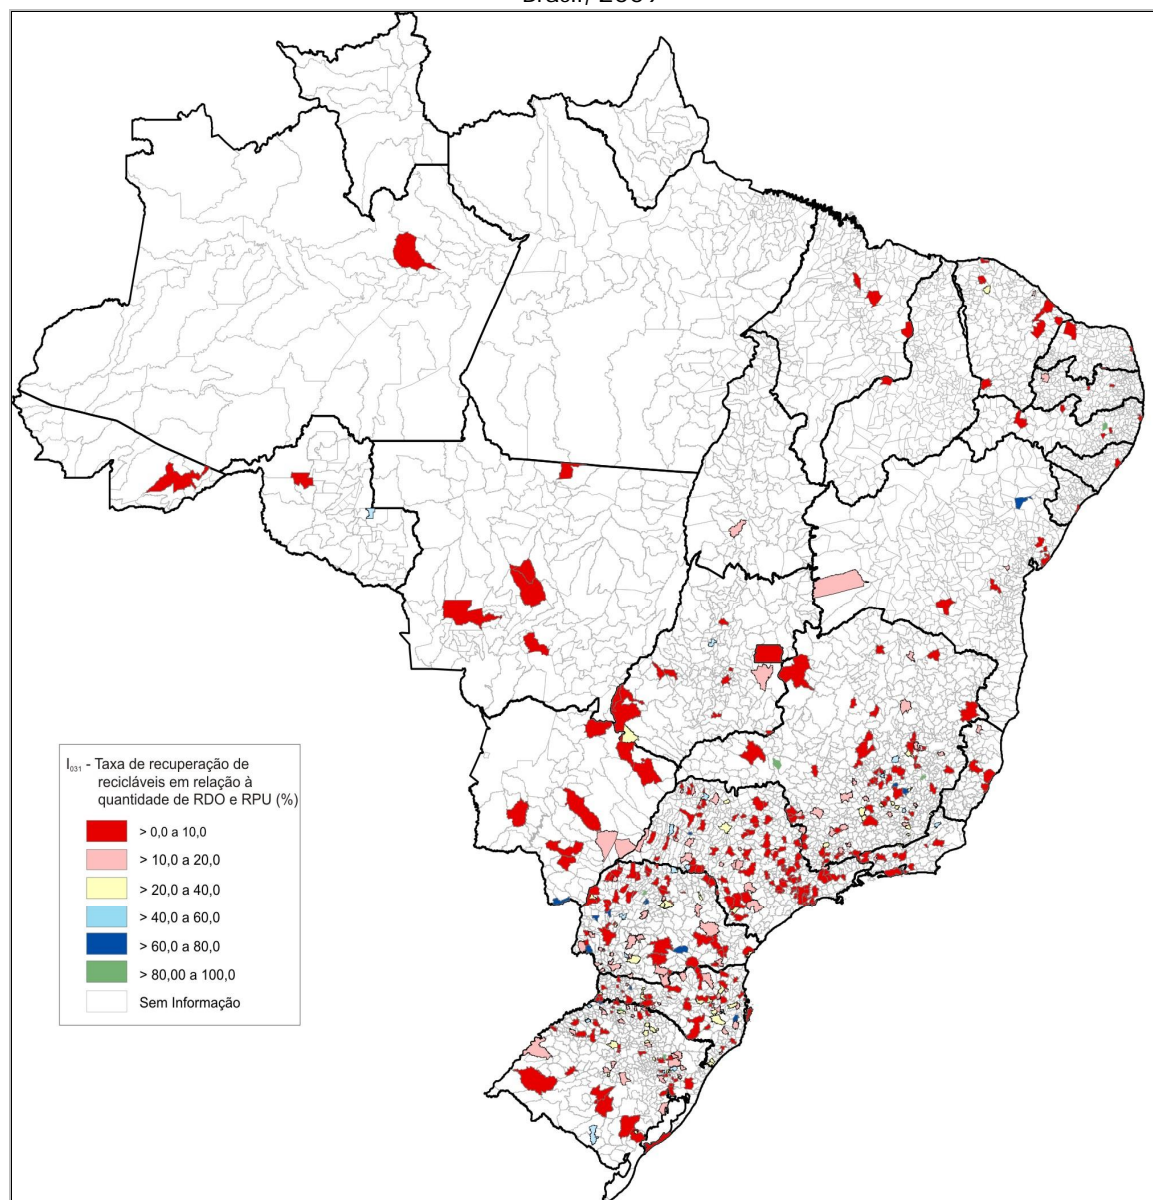 Brasil, 2009
I₀₃₁ - Taxa de recuperação de
recicláveis em relação à
quantidade de RDO e RPU (%)
> 0,0 a 10,0
> 10,0 a 20,0
> 20,0 a 40,0
> 40,0 a 60,0
> 60,0 a 80,0
> 80,00 a 100,0
Sem Informação